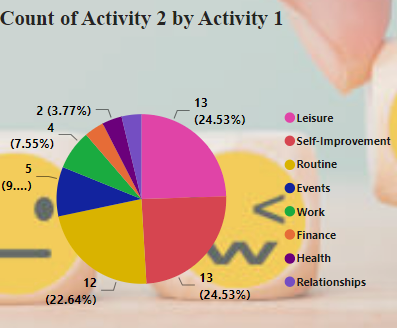 Count of Activity 2 by Activity 1
13
(24.53%)
2 (3.77%)
4
(7.55%)
5
(9....)
12
(22.64%)
13
(24.53%)
Leisure
Self-Improvement
Routine
Events
Work
Finance
Health
Relationships